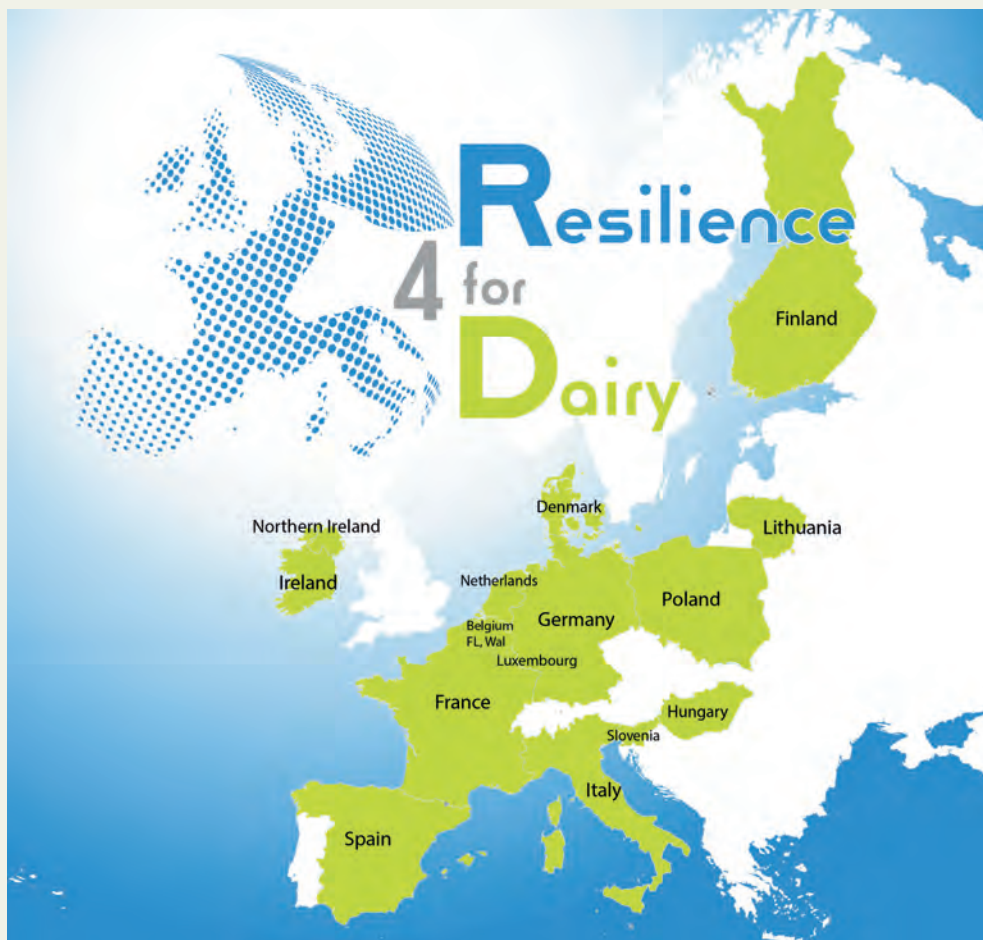 Resilience
4 for
Dairy
Finland
Denmark
Northern Ireland
Lithuania
Ireland
Netherlands
Poland
Germany
Belgium
FL, Wal
Luxembourg
France
Hungary
Slovenia
Italy
Spain